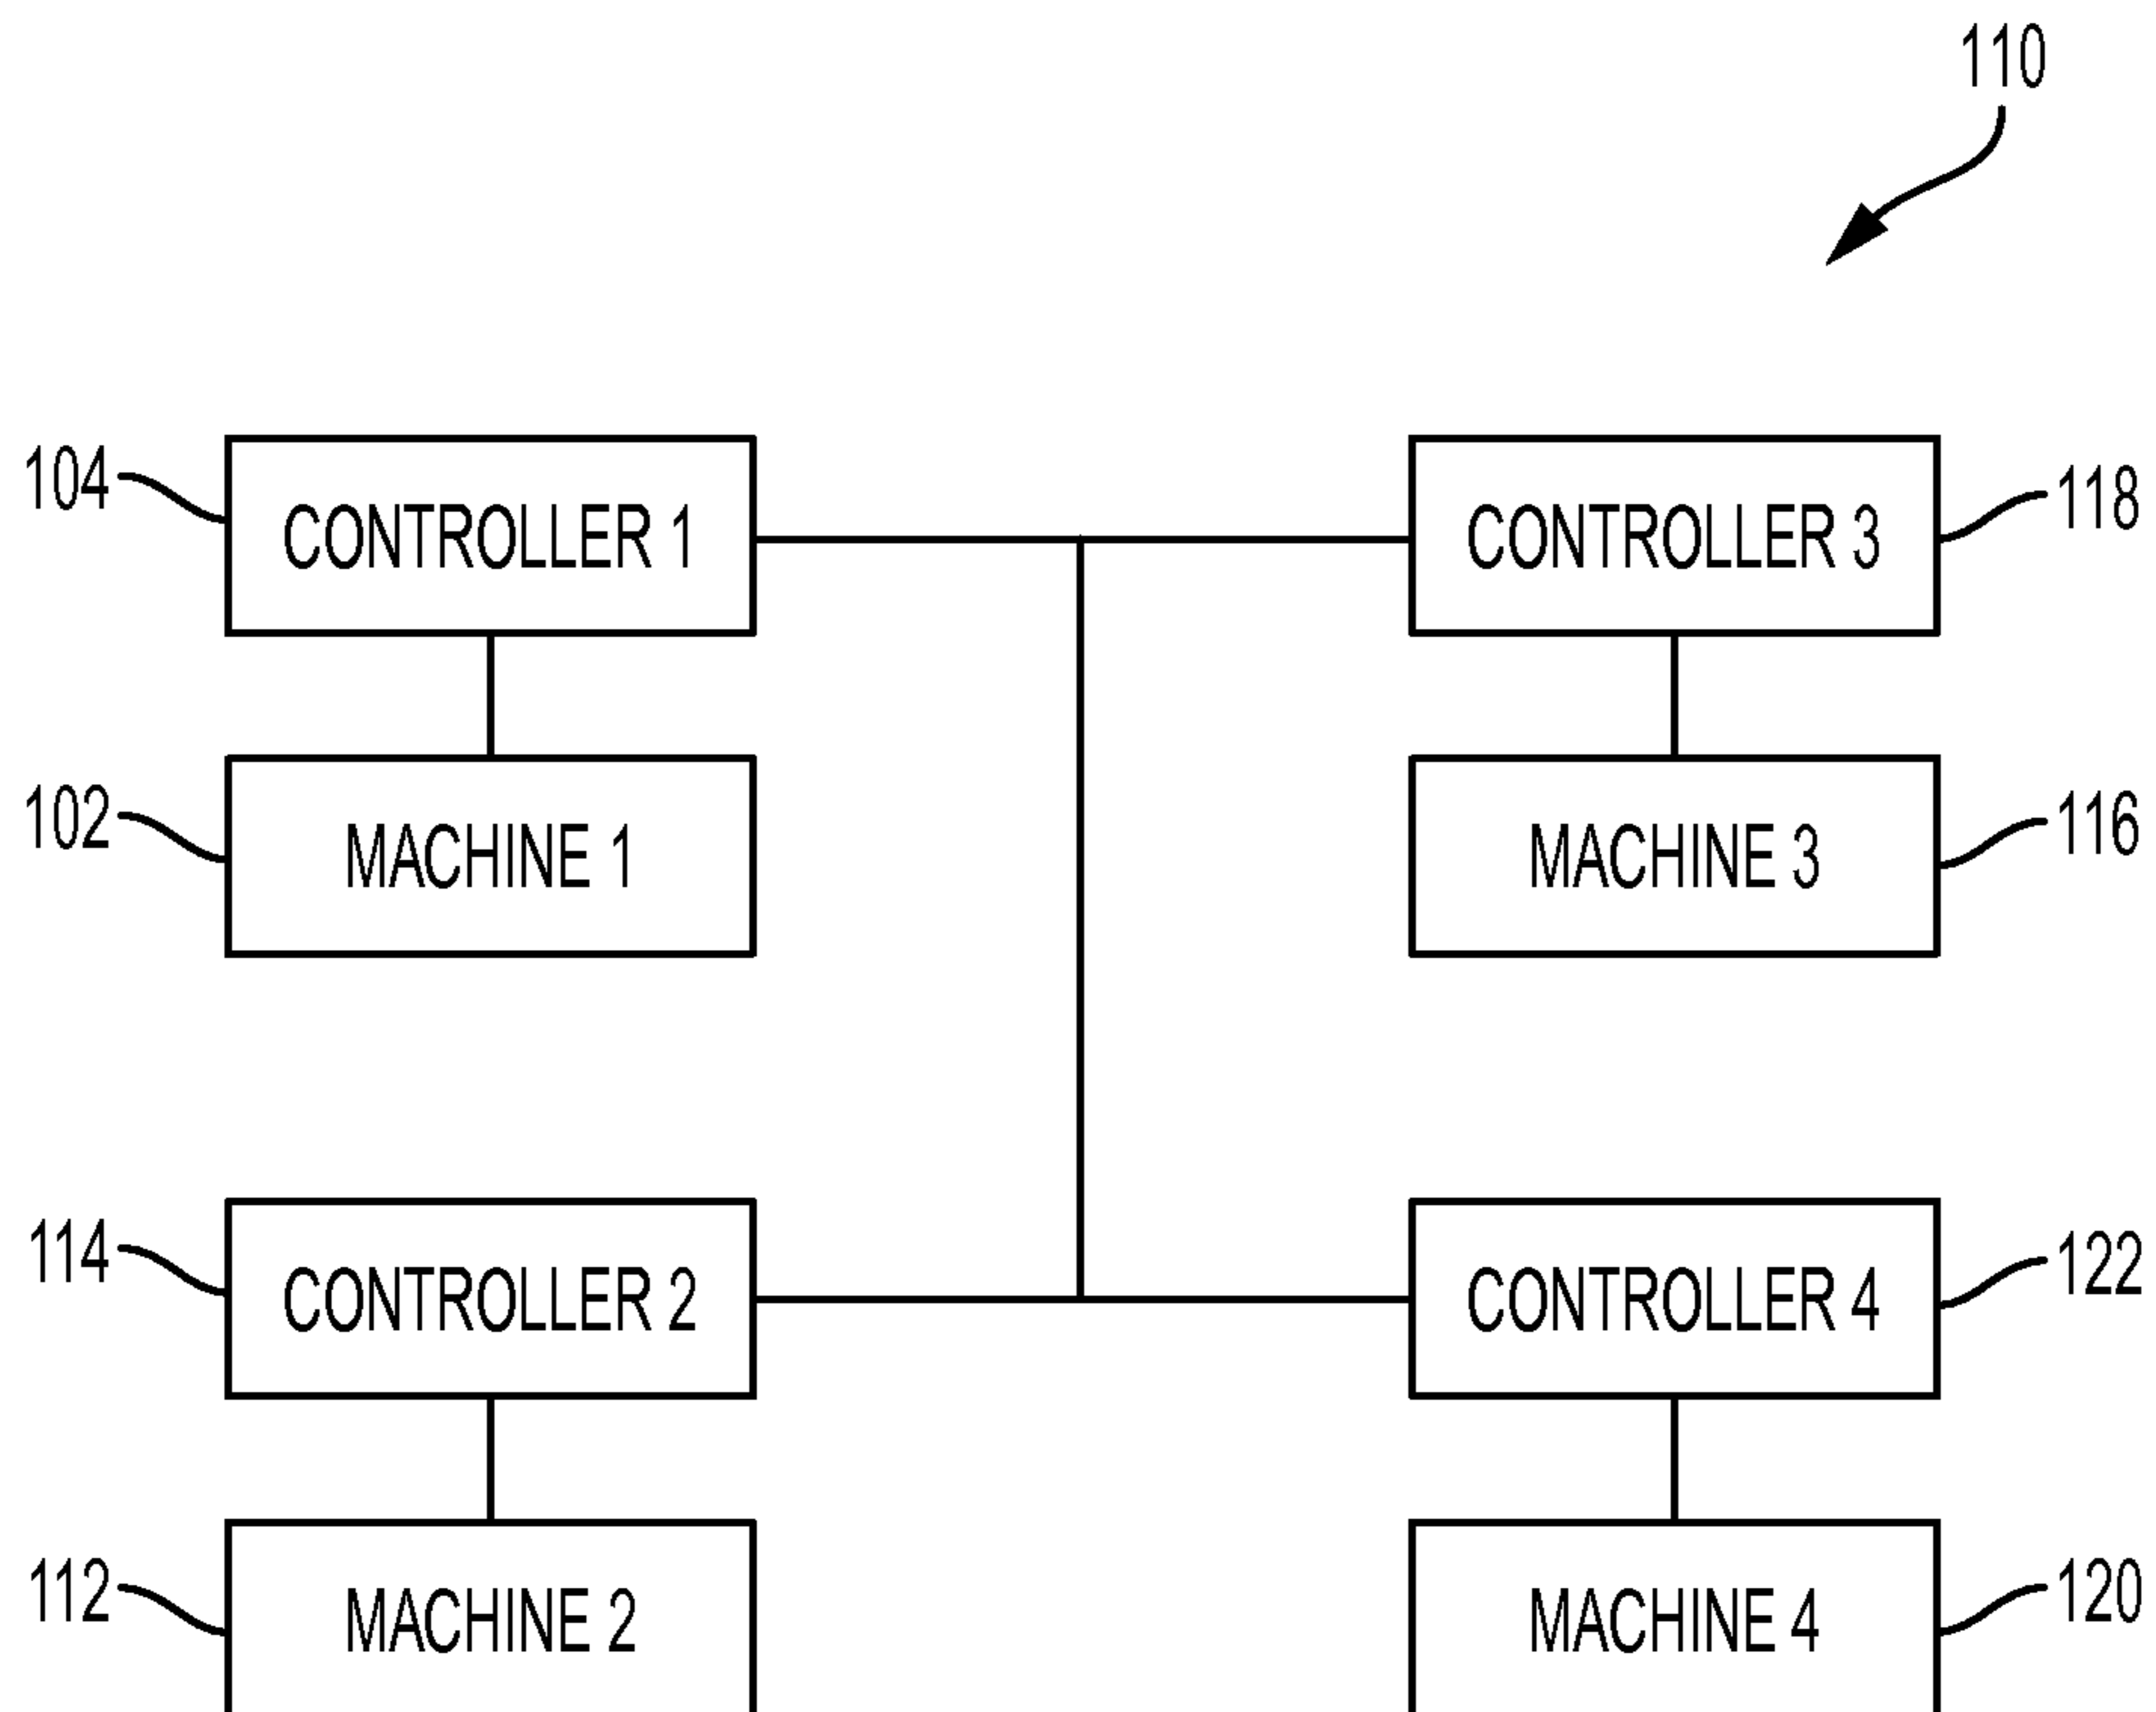 110
104
CONTROLLER 1
CONTROLLER 3
118
102
MACHINE 1
MACHINE 3
116
114
CONTROLLER 2
CONTROLLER 4
122
112
MACHINE 2
MACHINE 4
120